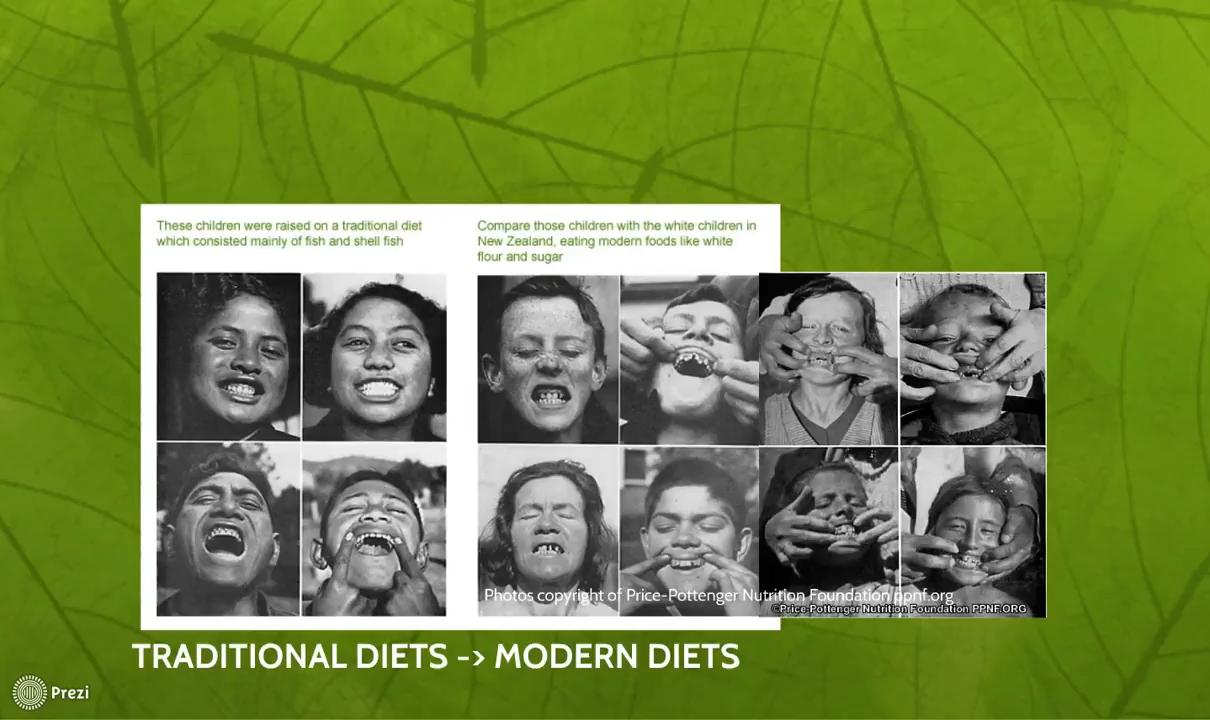 These children were raised on a traditional diet
which consisted mainly of fish and shell fish
Compare those children with the white children in
New Zealand, eating modern foods like white
flour and sugar
Photos copyright of Price-Pottenger Nutrition Foundation ppnf.org
©Price-Pottenger Nutrition Foundation PPNF.ORG
TRADITIONAL DIETS -> MODERN DIETS
Prezi